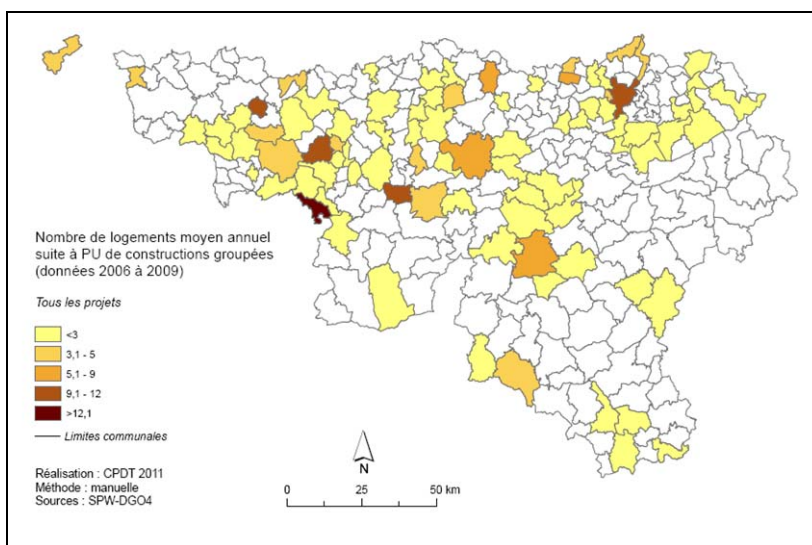 Nombre de logements moyen annuel
suite à PU de constructions groupées
(données 2006 à 2009)
Tous les projets
<3
3,1 - 5
5,1 - 9
9,1 - 12
>12,1
Limites communales
Réalisation : CPDT 2011
Méthode : manuelle
Sources : SPW-DGO4
N
0 25 50 km